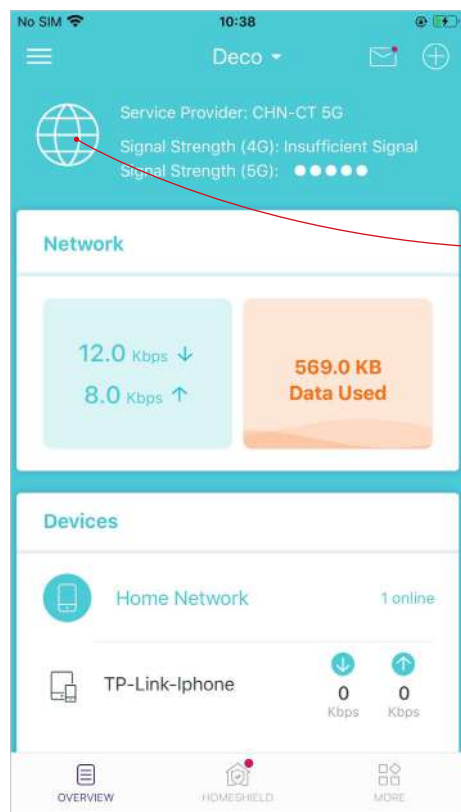 No SIM 10:38
Deco
Service Provider: CHN-CT 5G
Signal Strength (4G): Insufficient Signal
Signal Strength (5G):
Network
12.0 Kbps ↓
8.0 Kbps ↑
569.0 KB
Data Used
Devices
Home Network 1 online
TP-Link-Iphone
0 0
Kbps Kbps
OVERVIEW HOMESHIELD MORE